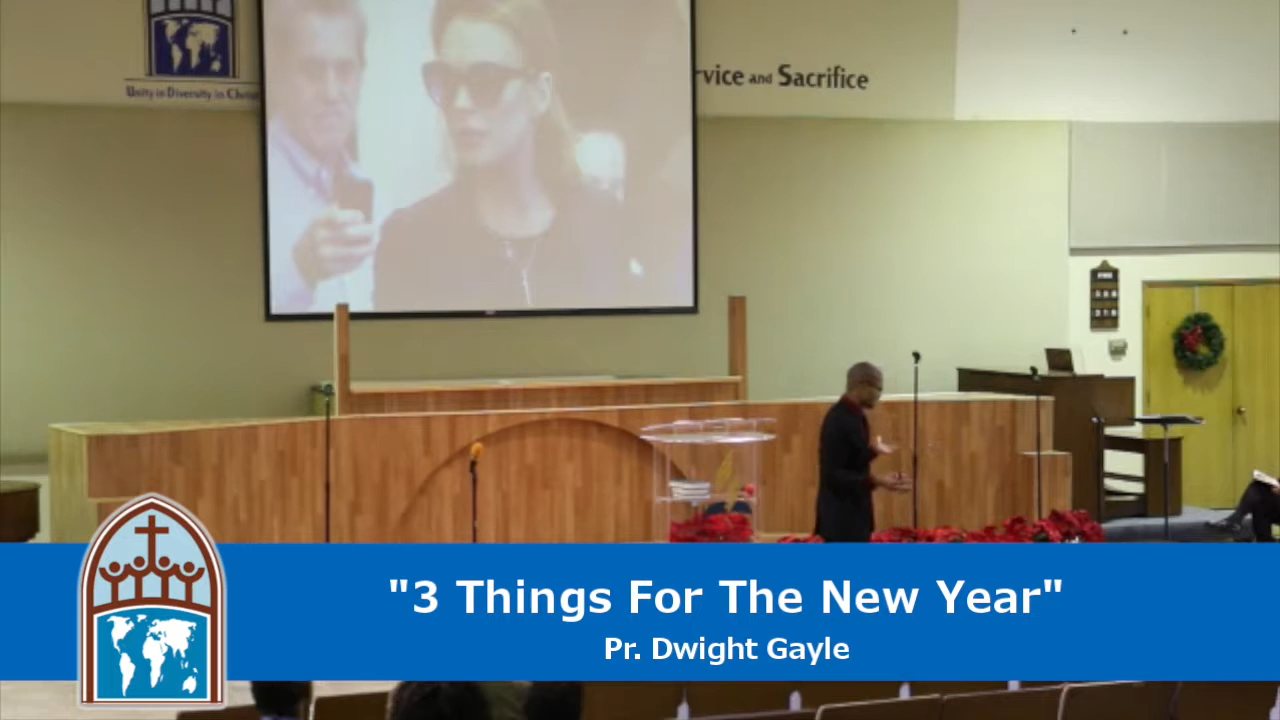 Unity in Diversity in Christ
rvice and Sacrifice
"3 Things For The New Year"
Pr. Dwight Gayle